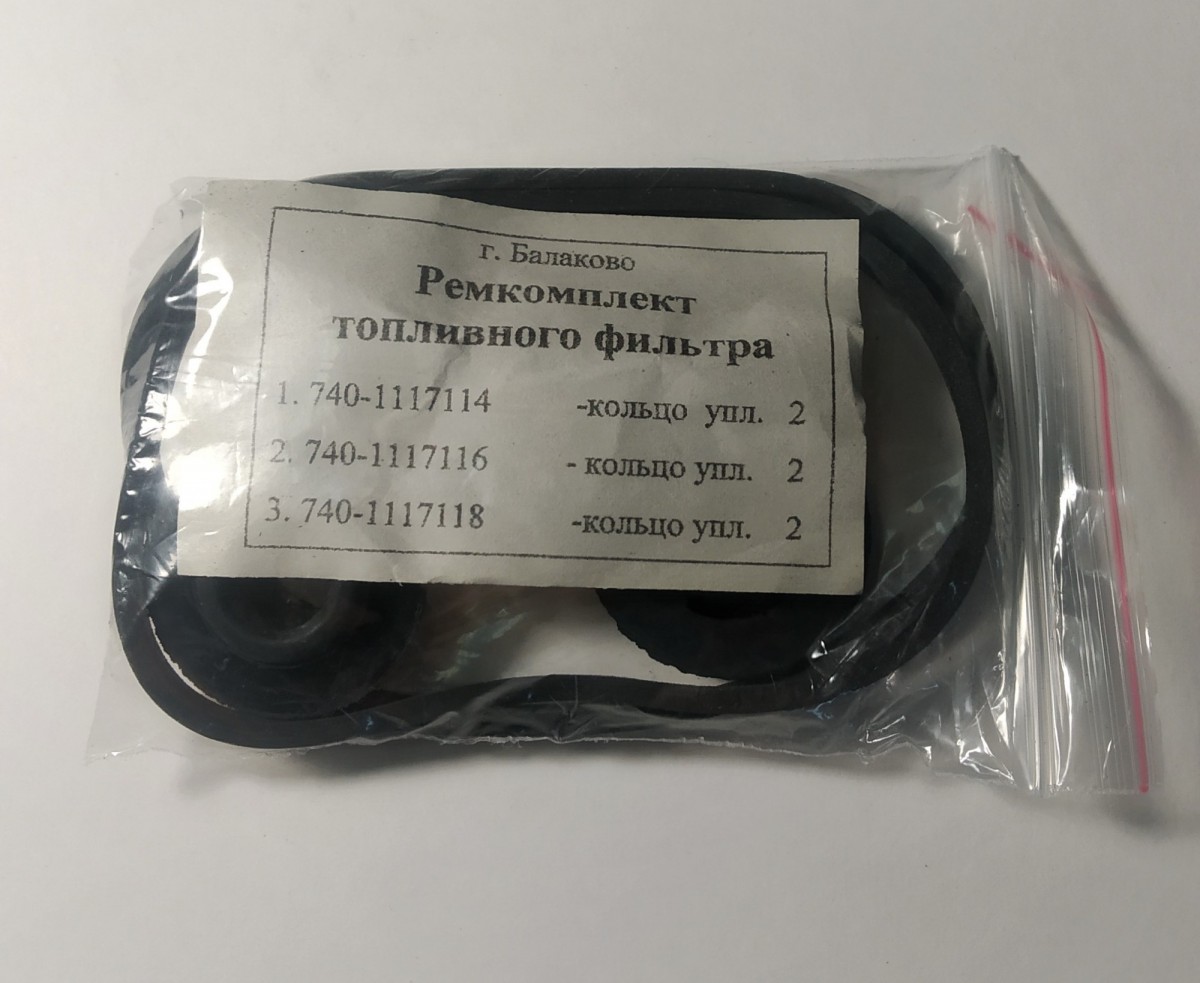 г. Балаково
Ремкомплект
топливного фильтра
1. 740-1117114 -кольцо упл. 2
2. 740-1117116 - кольцо упл. 2
3. 740-1117118 -кольцо упл. 2